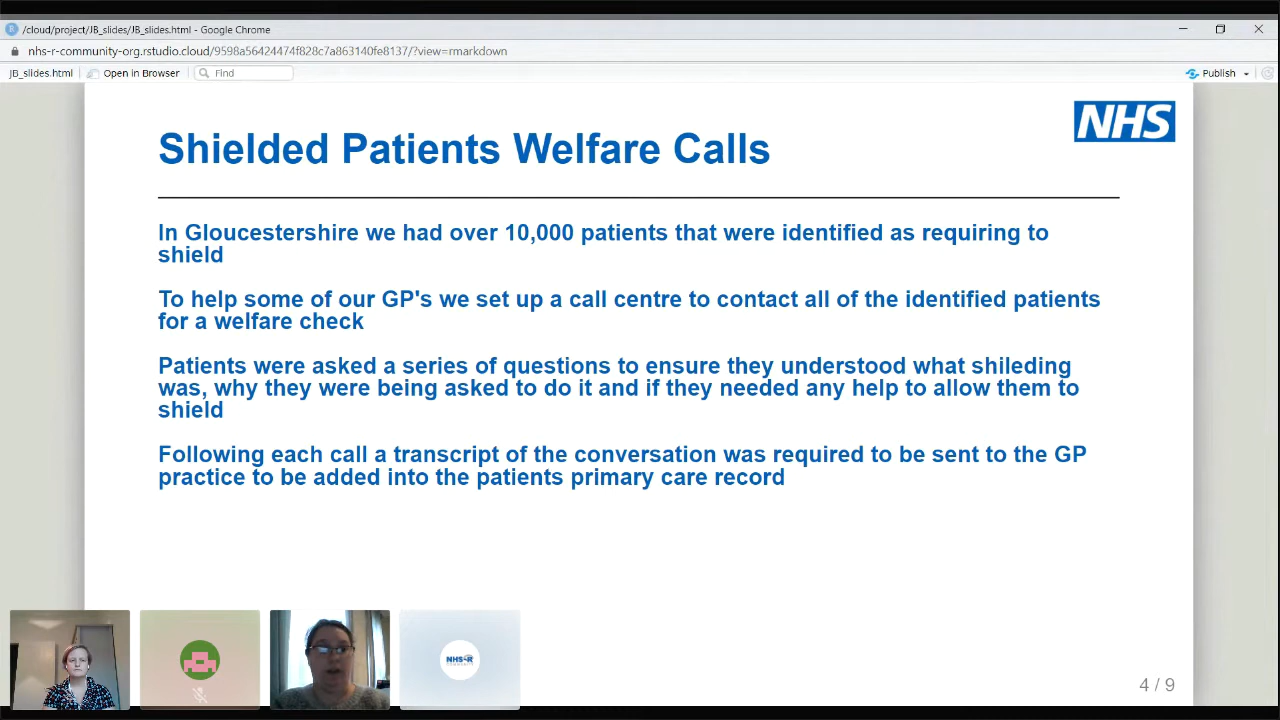 /cloud/project/JB_slides/JB_slides.html - Google Chrome
nhs-r-community-org.rstudio.cloud/9598a56424474f828c7a863140fe8137/?view=rmarkdown
JB_slides.html Open in Browser Find Publish
NHS
Shielded Patients Welfare Calls
In Gloucestershire we had over 10,000 patients that were identified as requiring to
shield
To help some of our GP's we set up a call centre to contact all of the identified patients
for a welfare check
Patients were asked a series of questions to ensure they understood what shileding
was, why they were being asked to do it and if they needed any help to allow them to
shield
Following each call a transcript of the conversation was required to be sent to the GP
practice to be added into the patients primary care record
NHS-R
COMMUNITY
4 / 9